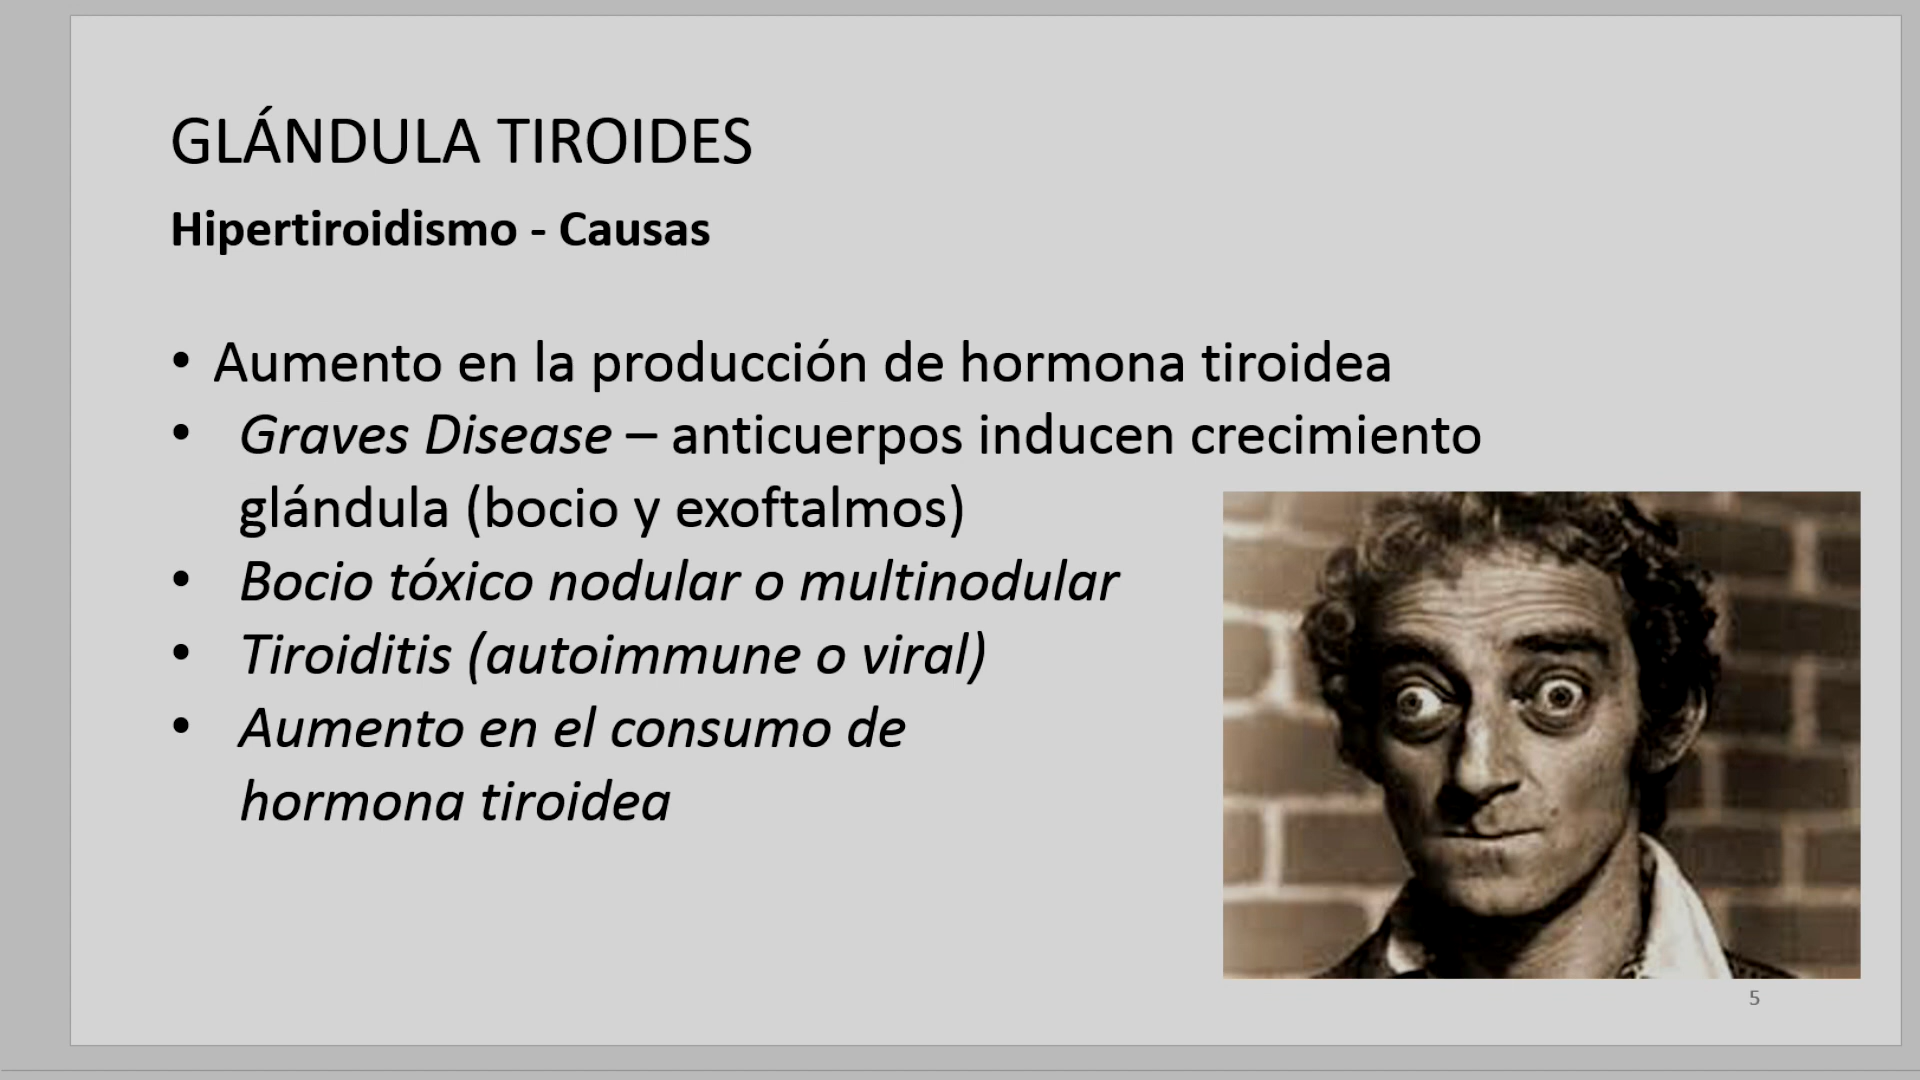 GLÁNDULA TIROIDES
Hipertiroidismo - Causas
• Aumento en la producción de hormona tiroidea
• Graves Disease – anticuerpos inducen crecimiento
glándula (bocio y exoftalmos)
• Bocio tóxico nodular o multinodular
• Tiroiditis (autoimmune o viral)
• Aumento en el consumo de
hormona tiroidea
5